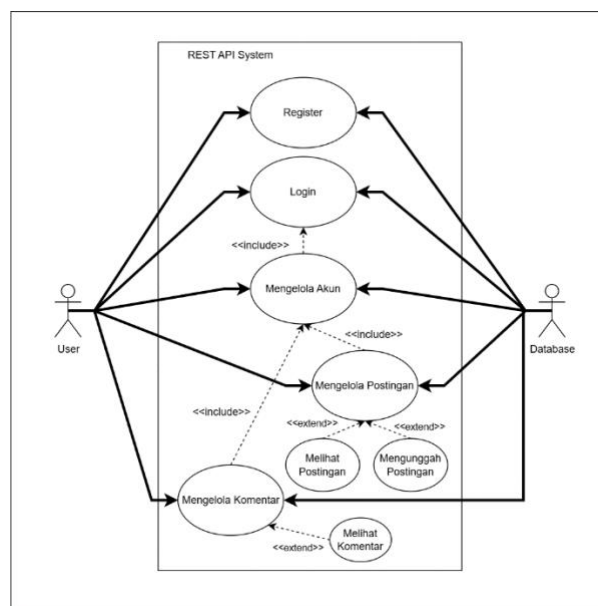 REST API System
Register
Login
<<include>>
Mengelola Akun
<<include>>
User
Database
Mengelola Postingan
<<include>>
<<extend>>
<<extend>>
Melihat
Postingan
Mengunggah
Postingan
Mengelola Komentar
Melihat
Komentar
<<extend>>